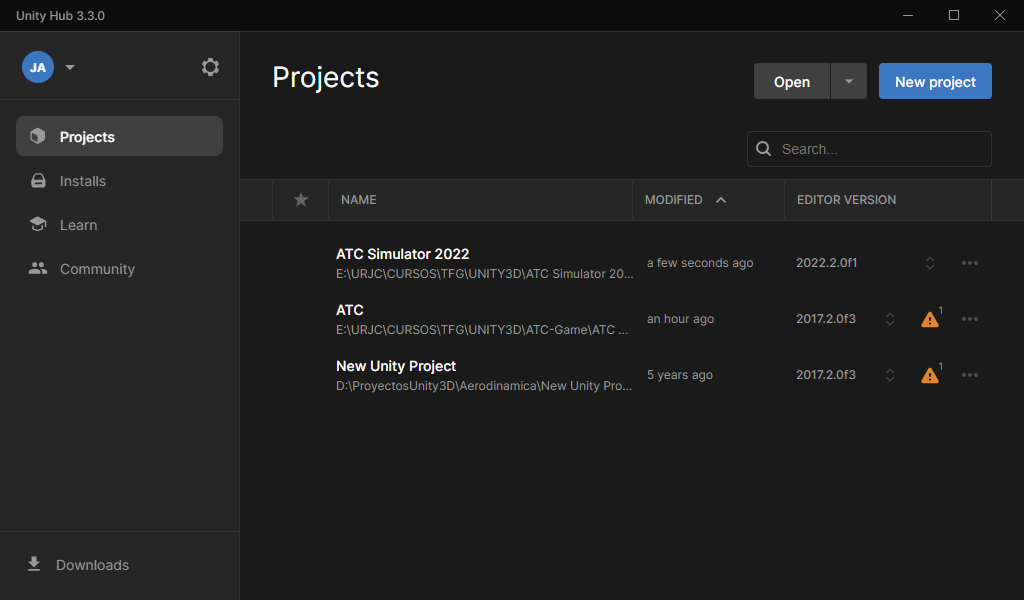 Unity Hub 3.3.0
JA
Projects
Installs
Learn
Community
Downloads
Projects
Open
New project
Search...
NAME MODIFIED EDITOR VERSION
ATC Simulator 2022
E:\URJC\CURSOS\TFG\UNITY3D\ATC Simulator 20... a few seconds ago 2022.2.0f1
ATC
E:\URJC\CURSOS\TFG\UNITY3D\ATC-Game\ATC ... an hour ago 2017.2.0f3 1
New Unity Project
D:\ProyectosUnity3D\Aerodinamica\New Unity Pro... 5 years ago 2017.2.0f3 1